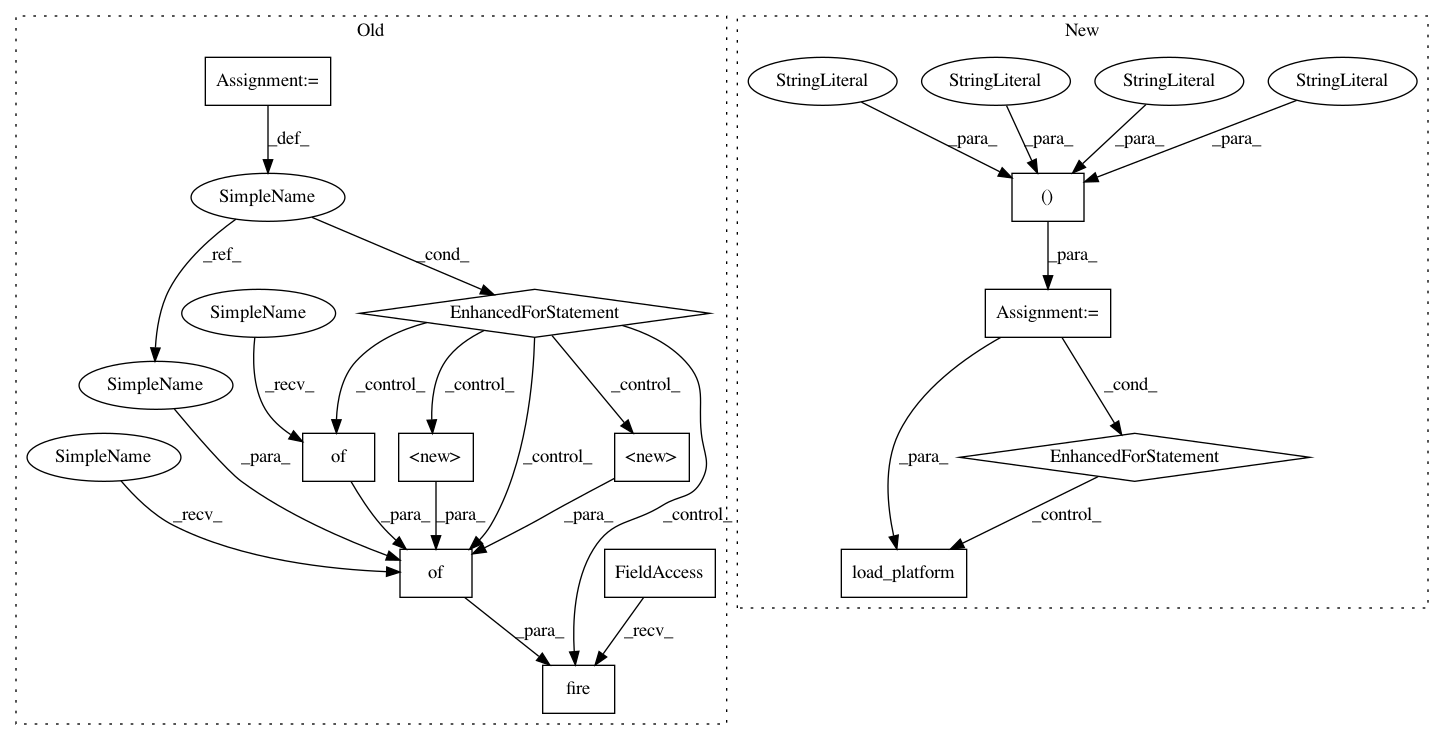 Old
New
Assignment:=
StringLiteral
StringLiteral
StringLiteral
StringLiteral
_def_
_para_
_para_
_para_
_para_
SimpleName
()
_ref_
_cond_
_para_
SimpleName
EnhancedForStatement
Assignment:=
SimpleName
_recv_
_control_
_control_
_control_
_cond_
SimpleName
of
<new>
<new>
EnhancedForStatement
_para_
_control_
_para_
_recv_
_para_
_para_
_para_
_control_
_control_
of
FieldAccess
load_platform
_para_
_recv_
fire